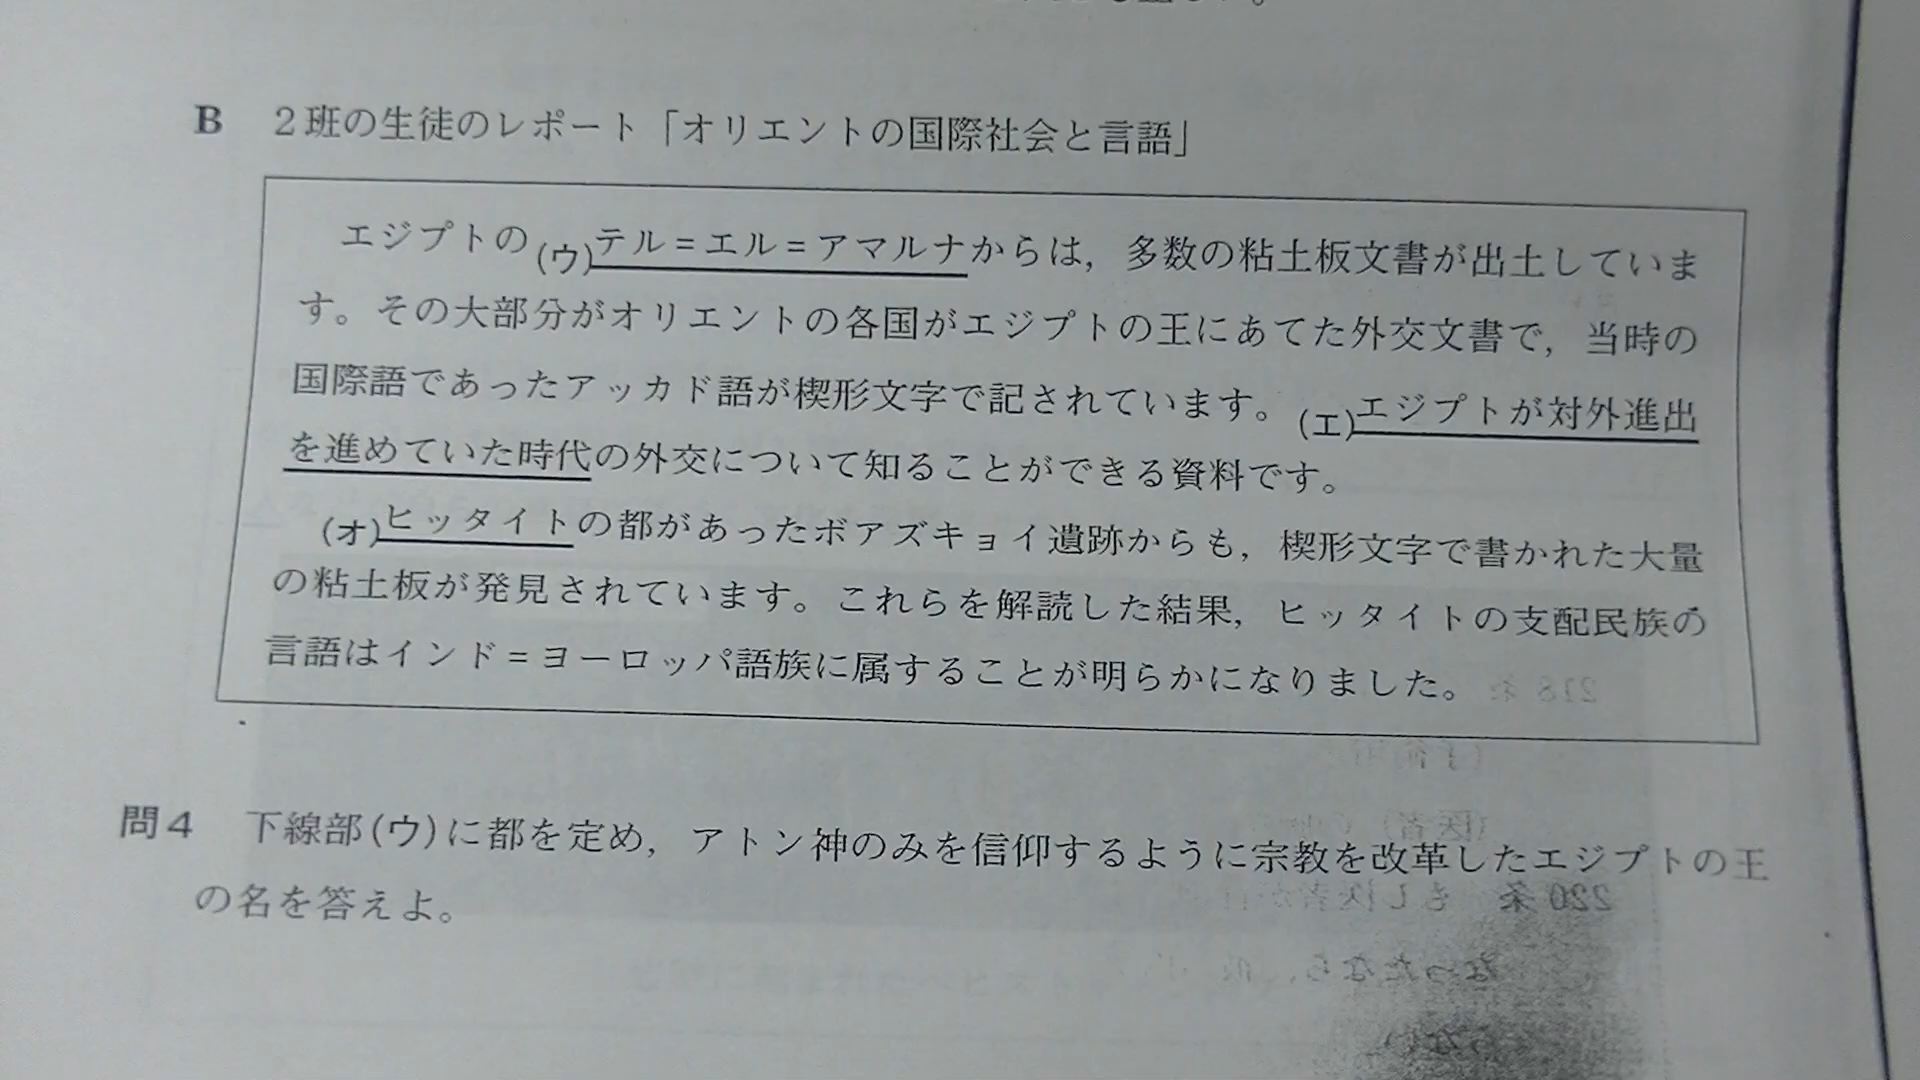 B 2班の生徒のレポート「オリエントの国際社会と言語」
エジプトの(ウ)テル=エル=アマルナからは，多数の粘土板文書が出土していま
す。その大部分がオリエントの各国がエジプトの王にあてた外交文書で，当時の
国際語であったアッカド語が楔形文字で記されています。(エ)エジプトが対外進出
を進めていた時代の外交について知ることができる資料です。
(オ)ヒッタイトの都があったボアズキョイ遺跡からも，楔形文字で書かれた大量
の粘土板が発見されています。これらを解読した結果，ヒッタイトの支配民族の
言語はインド=ヨーロッパ語族に属することが明らかになりました。
問4 下線部(ウ)に都を定め，アトン神のみを信仰するように宗教を改革したエジプトの王
の名を答えよ。